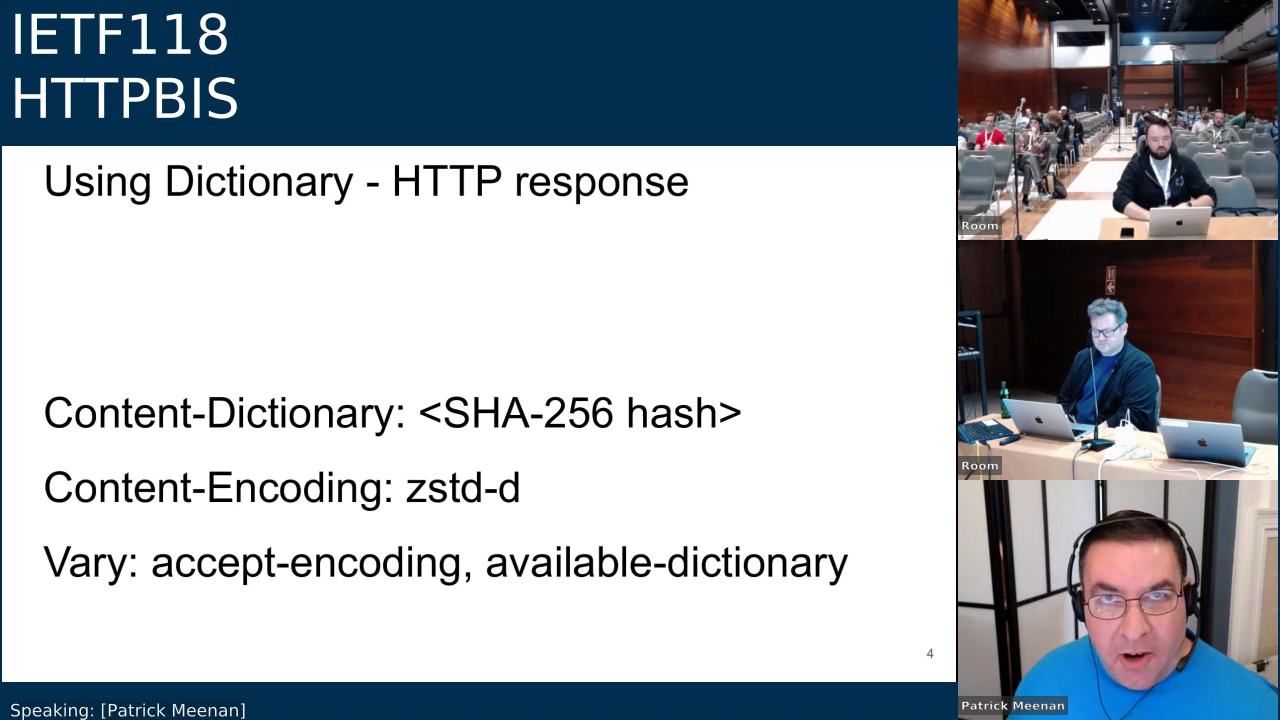 IETF118
HTTPBIS
Using Dictionary - HTTP response
Content-Dictionary: <SHA-256 hash>
Content-Encoding: zstd-d
Vary: accept-encoding, available-dictionary
4
Speaking: [Patrick Meenan]
Room
Room
Patrick Meenan